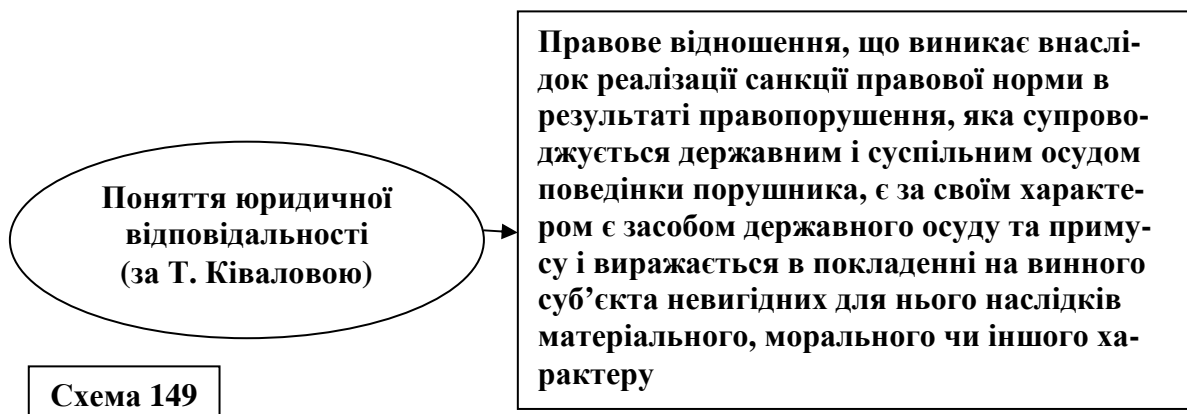 Поняття юридичної
відповідальності
(за Т. Ківаловою)
Правове відношення, що виникає внаслі-
док реалізації санкції правової норми в
результаті правопорушення, яка супрово-
джується державним і суспільним осудом
поведінки порушника, є за своїм характе-
ром є засобом державного осуду та приму-
су і виражається в покладенні на винного
суб’єкта невигідних для нього наслідків
матеріального, морального чи іншого ха-
рактеру
Схема 149